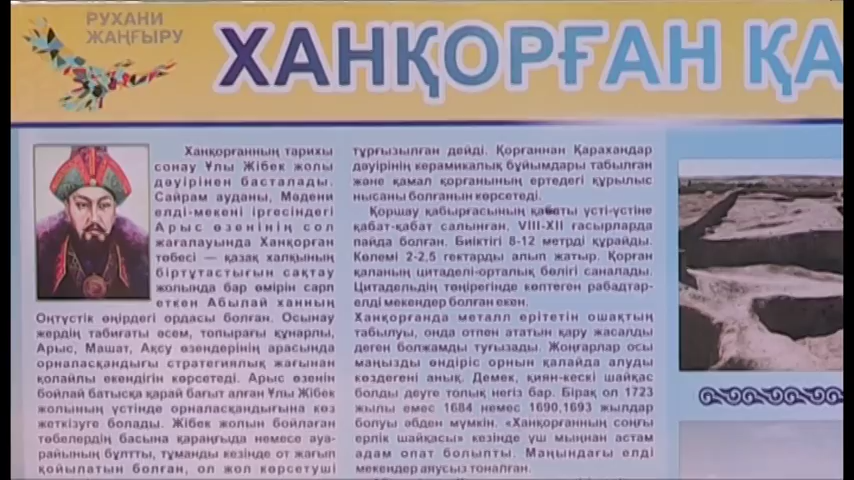 РУХАНИ
ЖАҢҒЫРУ
ХАНҚОРҒАН ҚА
Ханқорғанның тарихы
сонау Ұлы Жібек жолы
дәуірінен басталады.
Сайрам ауданы, Мәдени
елді-мекені іргесіндегі
Арыс өзенінің сол
жағалауында Ханқорған
төбесі — қазақ халқының
біртұтастығын сақтау
жолында бар өмірін сарп
еткен Абылай ханның
Оңтүстік өңірдегі ордасы болған. Осынау
жердің табиғаты әсем, топырағы құнарлы,
Арыс, Машат, Ақсу өзендерінің арасында
орналасқандығы стратегиялық жағынан
қолайлы екендігін көрсетеді. Арыс өзенін
бойлай батысқа қарай бағыт алған Ұлы Жібек
жолының үстінде орналасқандығына көз
жеткізуге болады. Жібек жолын бойлаған
төбелердің басына қараңғыда немесе ауа-
райының бұлтты, тұманды кезінде от жағып
қойылатын болған, ол жол көрсетуші
тұрғызылған дейді. Қорғаннан Қарахандар
дәуірінің керамикалық бұйымдары табылған
және қамал қорғанының ертедегі құрылыс
нысаны болғанын көрсетеді.
Қоршау қабырғасының қабаты үсті-үстіне
қабат-қабат салынған, VIII-XII ғасырларда
пайда болған. Биіктігі 8-12 метрді құрайды.
Көлемі 2-2,5 гектарды алып жатыр. Қорған
қаланың цитаделі-орталық бөлігі саналады.
Цитадельдің төңірегінде көптеген рабадтар-
елді мекендер болған екен.
Ханқорғанда металл ерітетін ошақтың
табылуы, онда отпен ататын қару жасалды
деген болжамды туғызады. Жоңғарлар осы
маңызды өндіріс орнын қалайда алуды
көздегені анық. Демек, қиян-кескі шайқас
болды деуге толық негіз бар. Бірақ ол 1723
жылы емес 1684 немес 1690,1693 жылдар
болуы әбден мүмкін. «Ханқорғанның соңғы
ерлік шайқасы» кезінде үш мыңнан астам
адам опат болыпты. Маңындағы елді
мекендер аяусыз тоналған.